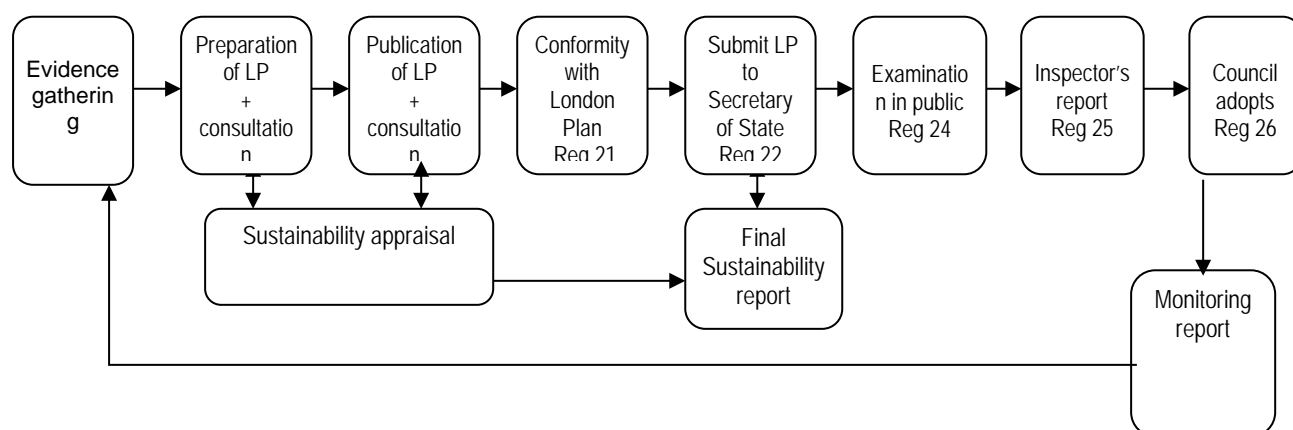 Evidence
gatherin
g
Preparation
of LP
+
consultatio
n
Publication
of LP
+
consultatio
n
Conformity
with
London
Plan
Reg 21
Submit LP
to
Secretary
of State
Reg 22
Examinatio
n in public
Reg 24
Inspector's
report
Reg 25
Council
adopts
Reg 26
Sustainability appraisal
Final
Sustainability
report
Monitoring
report